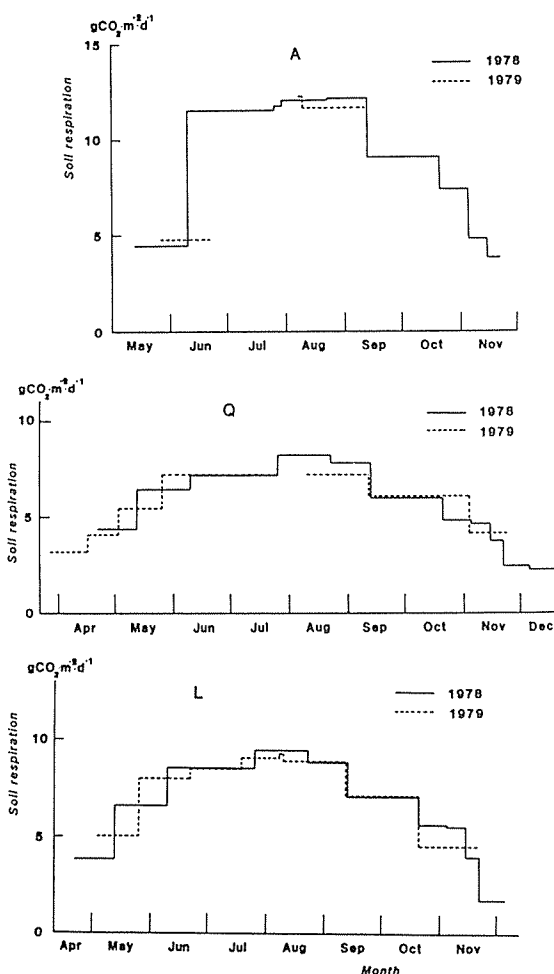 gCO2·m-2·d-1
A
15
1978
1979
10
5
0
Soil respiration
May Jun Jul Aug Sep Oct Nov
gCO2·m-2·d-1
Q
10
1978
1979
5
0
Soil respiration
Apr May Jun Jul Aug Sep Oct Nov Dec
gCO2·m-2·d-1
L
1978
1979
10
5
0
Soil respiration
Apr May Jun Jul Aug Sep Oct Nov
Month